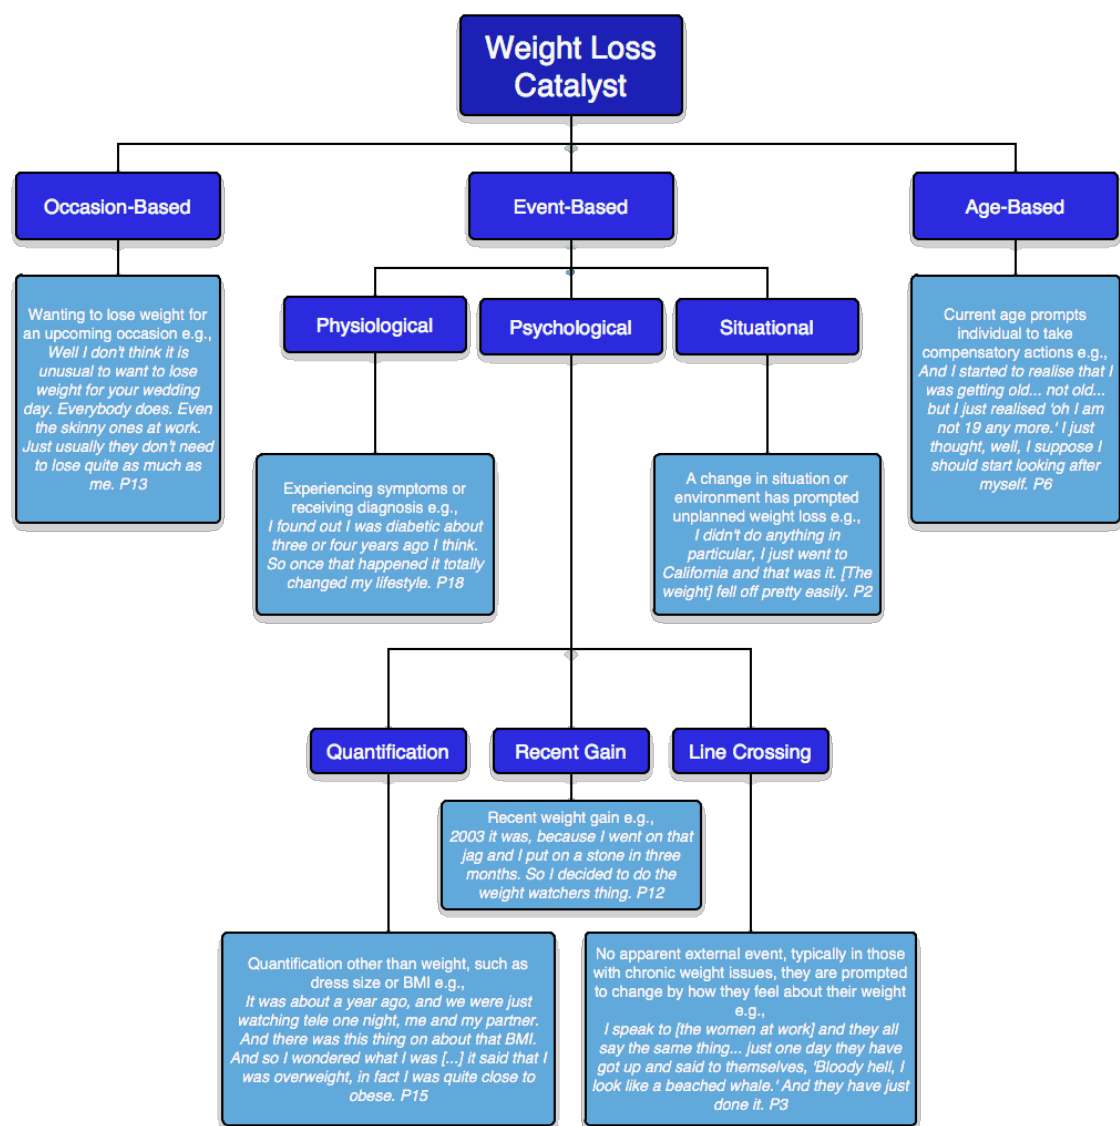 Weight Loss
Catalyst
Occasion-Based
Event-Based
Age-Based
Wanting to lose weight for
an upcoming occasion e.g.,
Well I don't think it is
unusual to want to lose
weight for your wedding
day. Everybody does. Even
the skinny ones at work.
Just usually they don't need
to lose quite as much as
me. P13
Physiological
Psychological
Situational
Current age prompts
individual to take
compensatory actions e.g.,
And I started to realise that I
was getting old... not old...
but I just realised 'oh I am
not 19 any more.' I just
thought, well, I suppose I
should start looking after
myself. P6
Experiencing symptoms or
receiving diagnosis e.g.,
I found out I was diabetic about
three or four years ago I think.
So once that happened it totally
changed my lifestyle. P18
A change in situation or
environment has prompted
unplanned weight loss e.g.,
I didn't do anything in
particular, I just went to
California and that was it. [The
weight] fell off pretty easily. P2
Quantification
Recent Gain
Line Crossing
Recent weight gain e.g.,
2003 it was, because I went on that
jag and I put on a stone in three
months. So I decided to do the
weight watchers thing. P12
Quantification other than weight, such as
dress size or BMI e.g.,
It was about a year ago, and we were just
watching tele one night, me and my partner.
And there was this thing on about that BMI.
And so I wondered what I was [...] it said that I
was overweight, in fact I was quite close to
obese. P15
No apparent external event, typically in those
with chronic weight issues, they are prompted
to change by how they feel about their weight
e.g.,
I speak to [the women at work] and they all
say the same thing... just one day they have
got up and said to themselves, 'Bloody hell, I
look like a beached whale.' And they have just
done it. P3